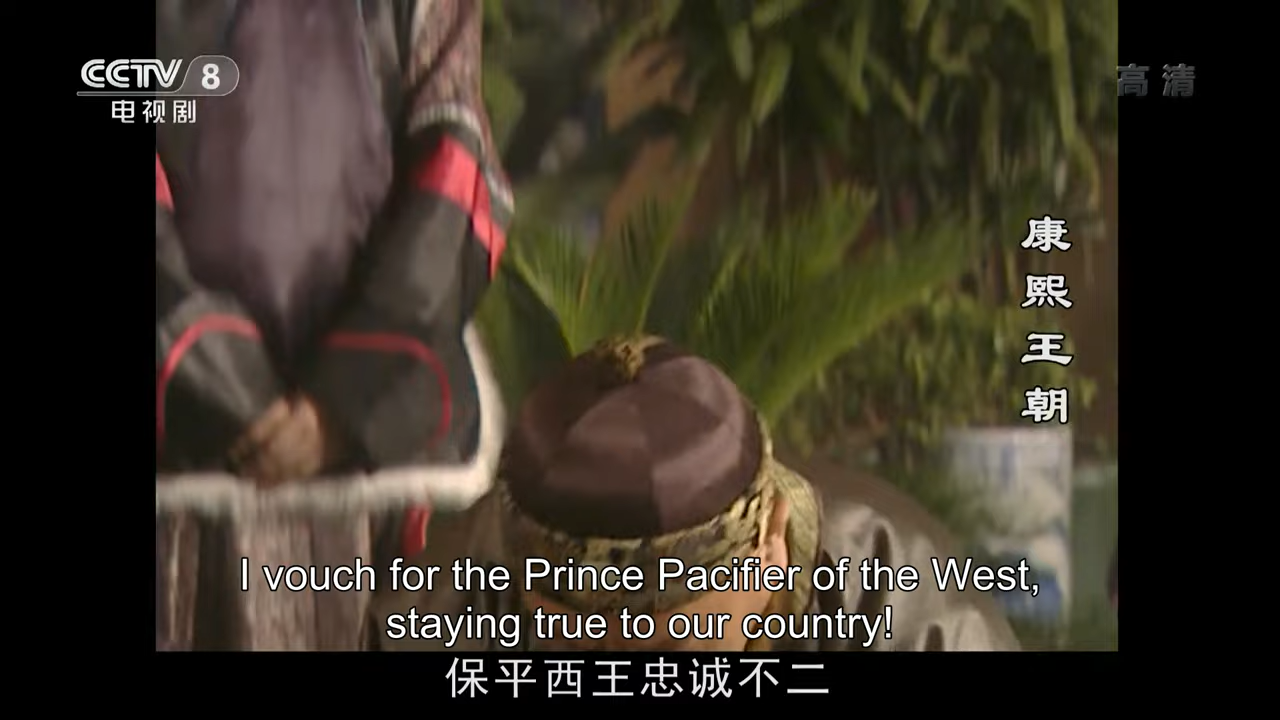 CCTV 8
电视剧
高清
康熙王朝
I vouch for the Prince Pacifier of the West,
staying true to our country!
保平西王忠诚不二